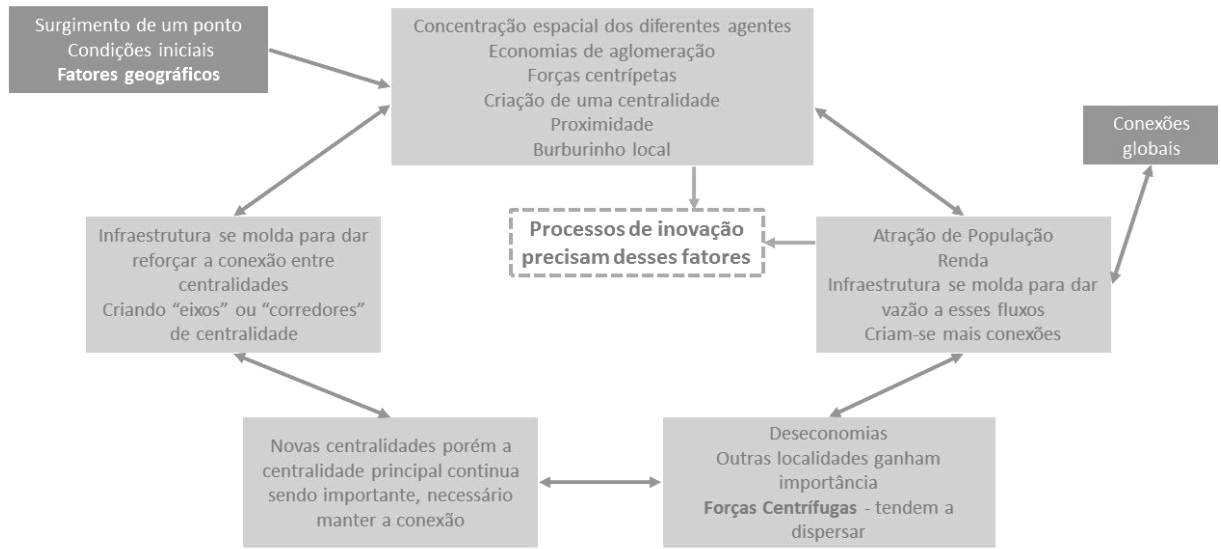 Surgimento de um ponto
Condições iniciais
Fatores geográficos
Concentração espacial dos diferentes agentes
Economias de aglomeração
Forças centrípetas
Criação de uma centralidade
Proximidade
Burburinho local
Conexões
globais
Infraestrutura se molda para dar
reforçar a conexão entre
centralidades
Criando “eixos” ou “corredores”
de centralidade
Processos de inovação
precisam desses fatores
Atração de População
Renda
Infraestrutura se molda para dar
vazão a esses fluxos
Criam-se mais conexões
Novas centralidades porém a
centralidade principal continua
sendo importante, necessário
manter a conexão
Deseconomias
Outras localidades ganham
importância
Forças Centrífugas - tendem a
dispersar